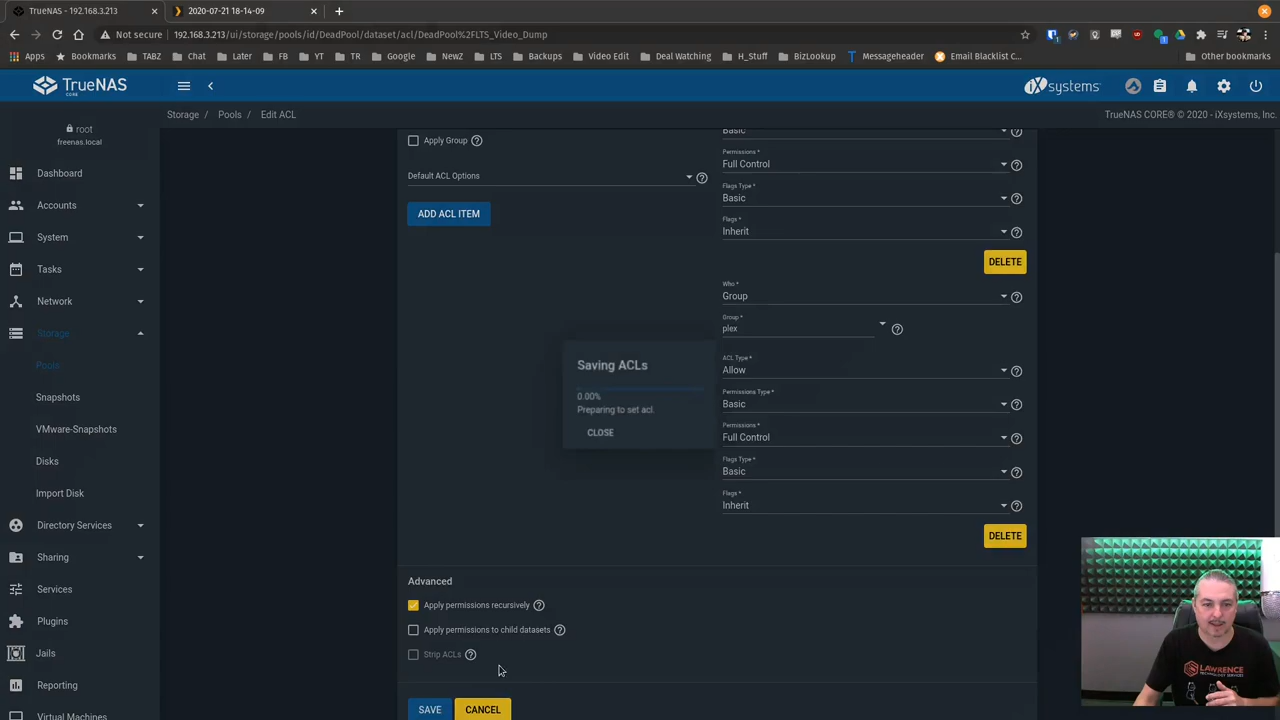 TrueNAS - 192.168.3.213
2020-07-21 18-14-09
Not secure
192.168.3.213/ui/storage/pools/id/DeadPool/dataset/acl/DeadPool%2FLTS_Video_Dump
Apps
Bookmarks
TABZ
Chat
Later
FB
YT
TR
Google
NewZ
LTS
Backups
Video Edit
Deal Watching
H_Stuff
BizLookup
Messageheader
Email Blacklist C...
Other bookmarks
TrueNAS
CORE
iXsystems
Storage / Pools / Edit ACL
TrueNAS CORE® © 2020 - iXsystems, Inc.
root
freenas.local
Dashboard
Accounts
System
Tasks
Network
Storage
Pools
Snapshots
VMware-Snapshots
Disks
Import Disk
Directory Services
Sharing
Services
Plugins
Jails
Reporting
Virtual Machines
Apply Group
Default ACL Options
ADD ACL ITEM
Basic
Permissions *
Full Control
Flags Type *
Basic
Flags *
Inherit
DELETE
Who *
Group
Group *
plex
ACL Type *
Allow
Permissions Type *
Basic
Permissions *
Full Control
Flags Type *
Basic
Flags *
Inherit
DELETE
Saving ACLs
0.00%
Preparing to set acl.
CLOSE
Advanced
Apply permissions recursively
Apply permissions to child datasets
Strip ACLs
SAVE
CANCEL
LAWRENCE